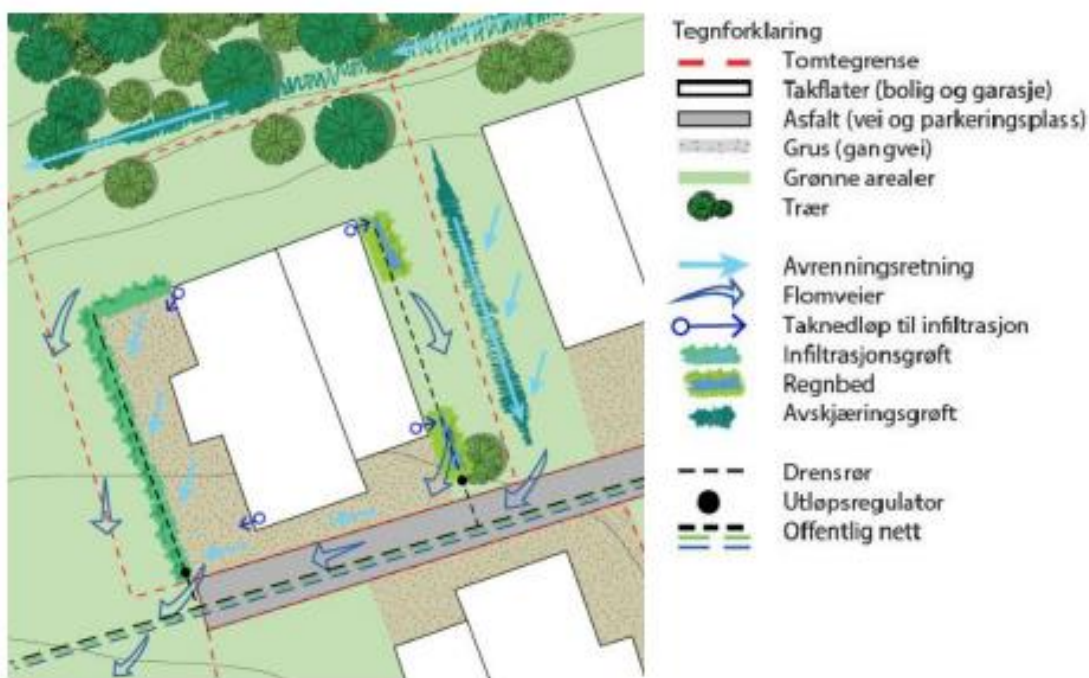 Tegnforklaring
Tomtegrense
Takflater (bolig og garasje)
Asfalt (vei og parkeringsplass)
Grus (gangvei)
Grønne arealer
Trær
Avrenningsretning
Flomveier
Taknedløp til infiltrasjon
Infiltrasjonsgrøft
Regnbed
Avskjæringsgrøft
Drensrør
Utløpsregulator
Offentlig nett